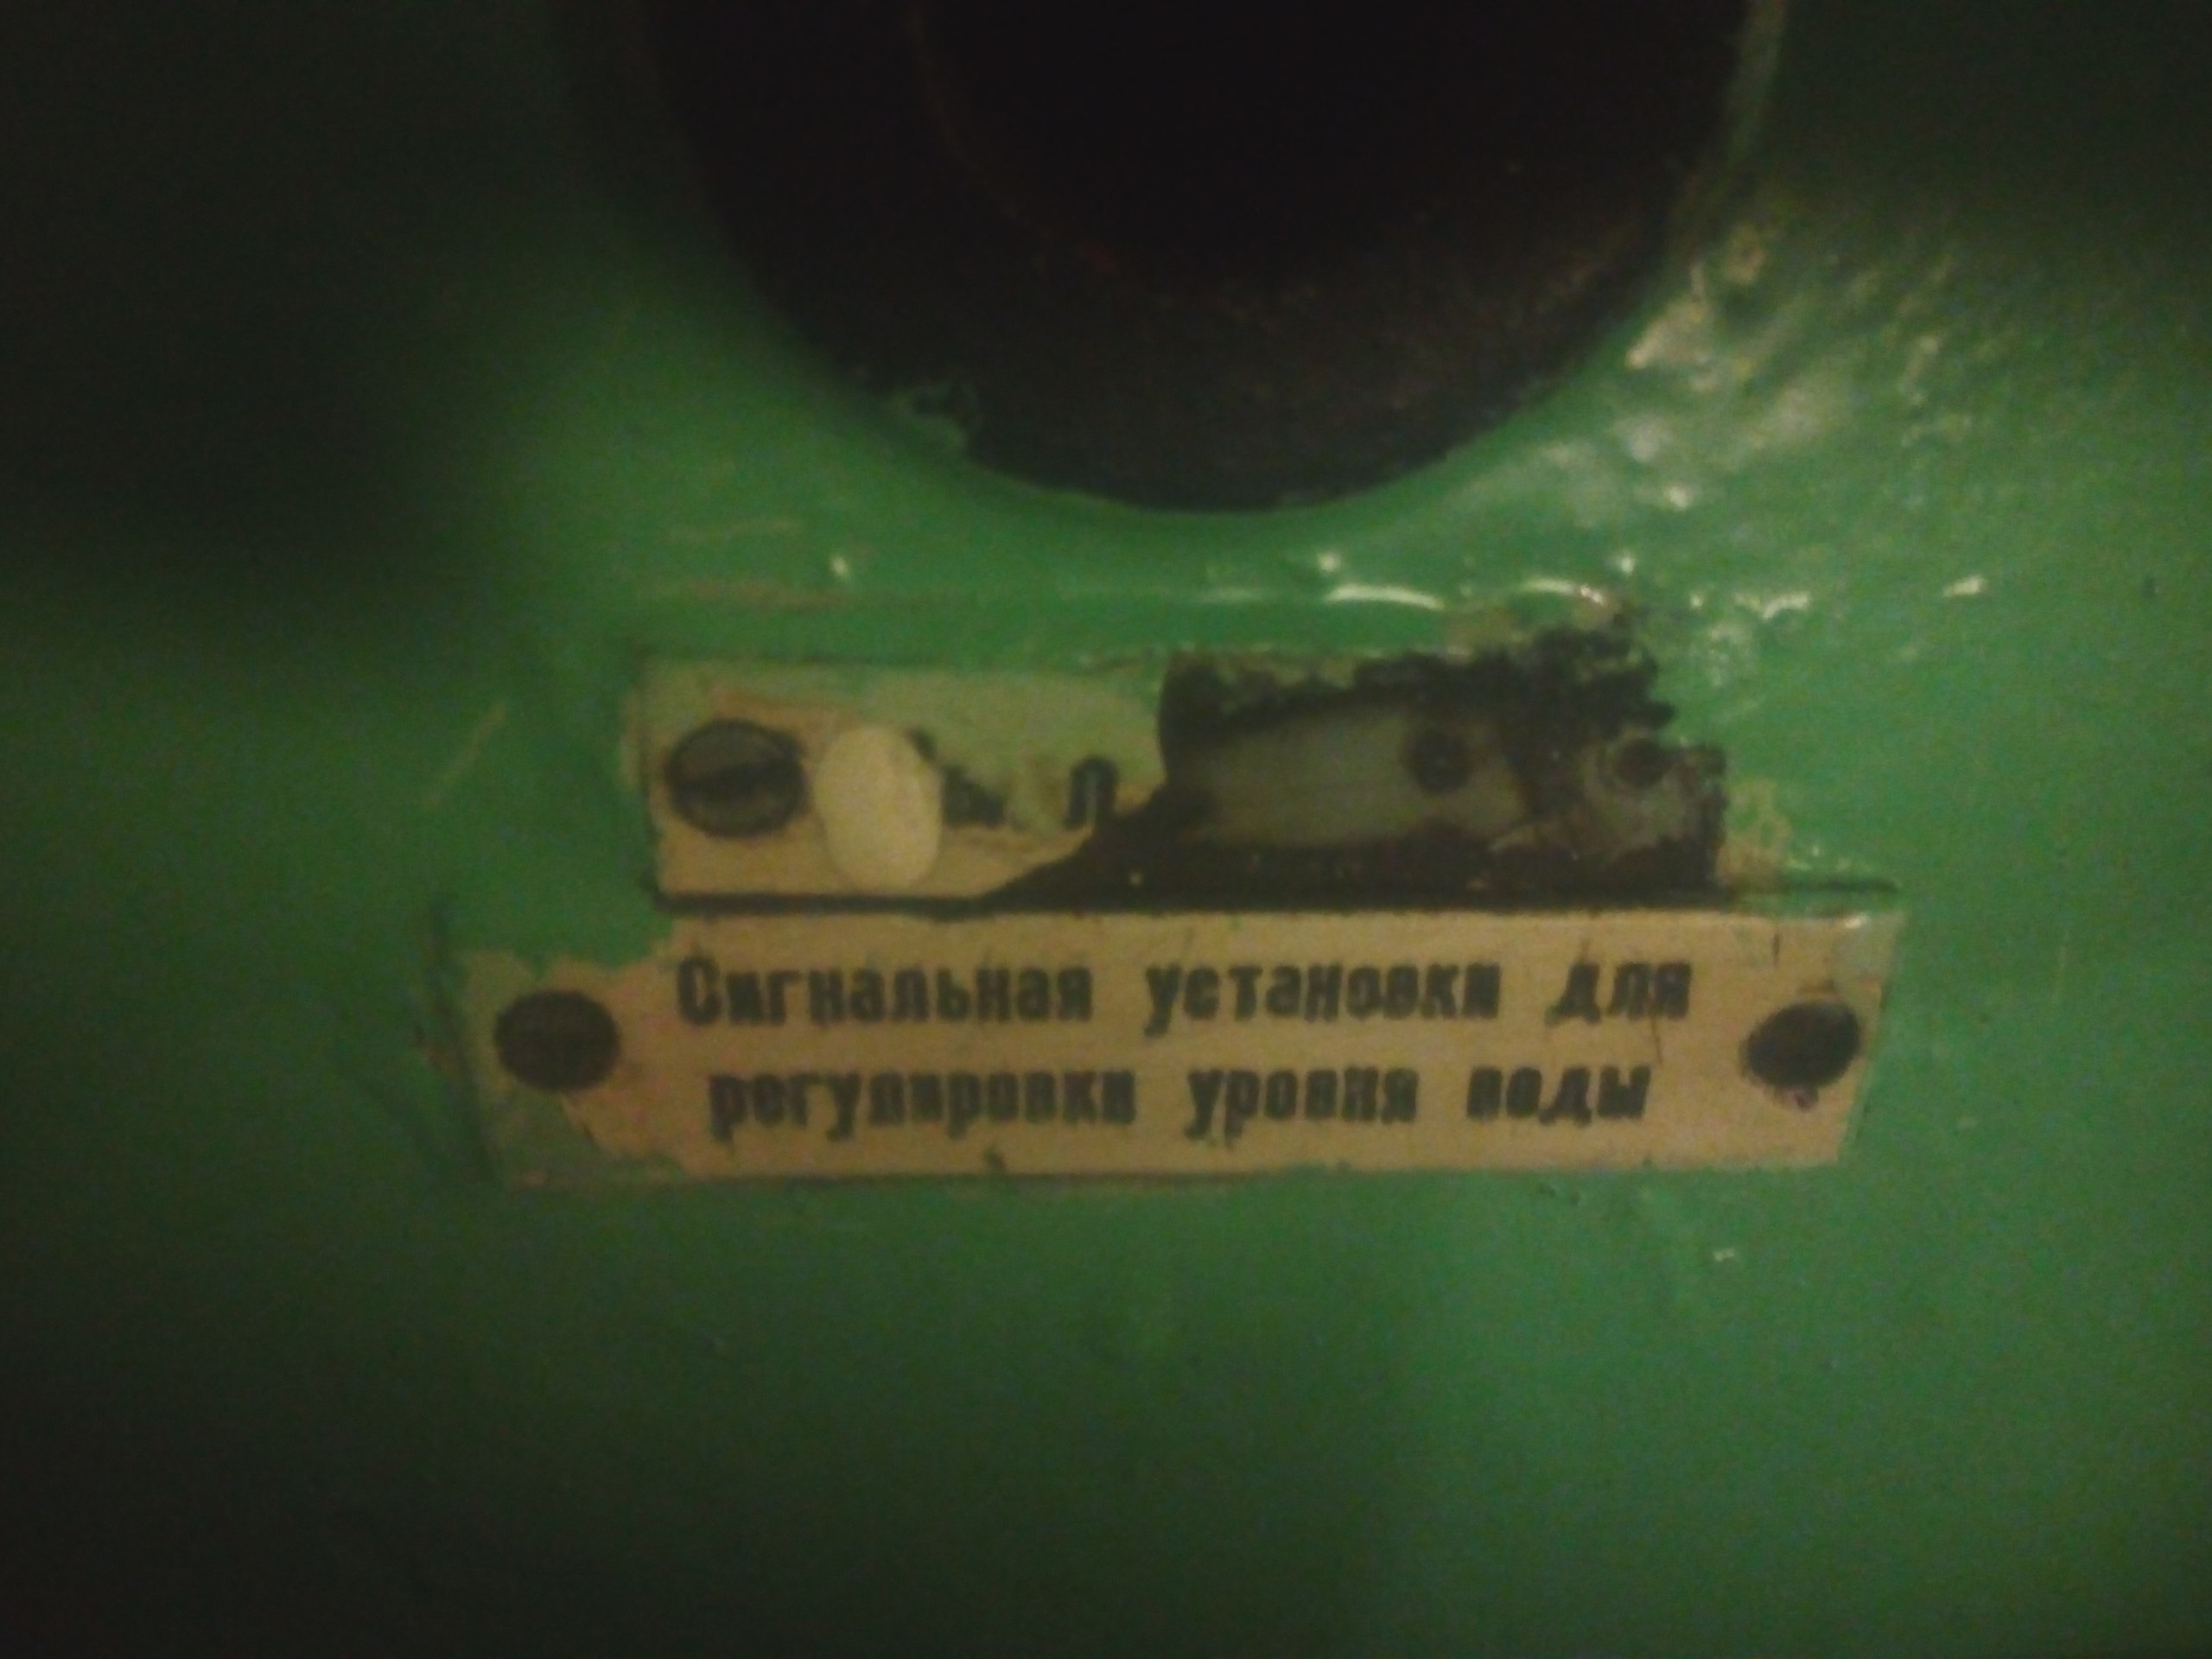 Сигнальная установки для
регулировки уровня воды